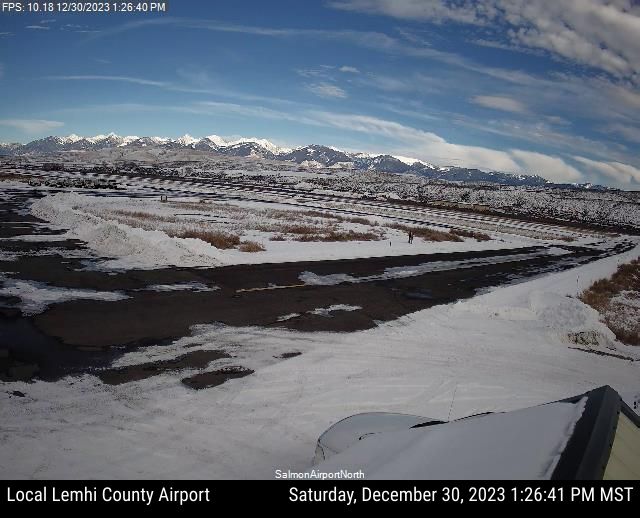 FPS: 10.18 12/30/2023 1:26:40 PM
SalmonAirportNorth
Local Lemhi County Airport Saturday, December 30, 2023 1:26:41 PM MST